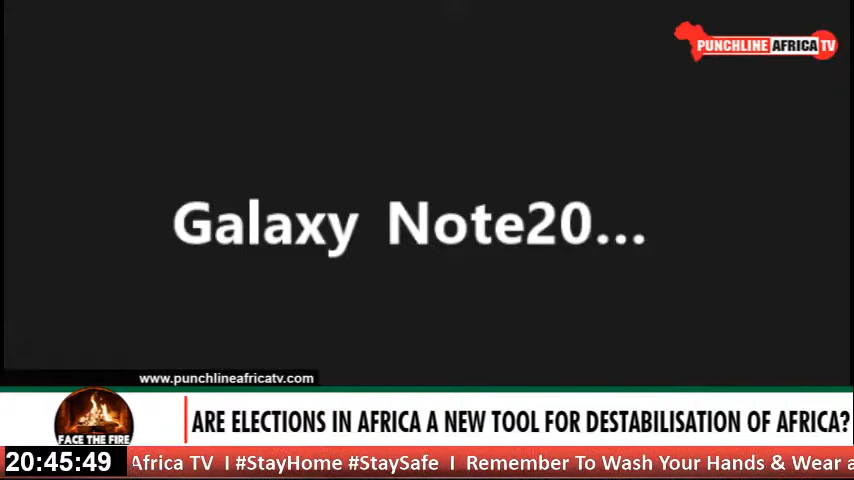 PUNCHLINE AFRICA TV
Galaxy Note20...
www.punchlineafricatv.com
FACE THE FIRE
ARE ELECTIONS IN AFRICA A NEW TOOL FOR DESTABILISATION OF AFRICA?
20:45:49 Africa TV I #StayHome #StaySafe I Remember To Wash Your Hands & Wear a